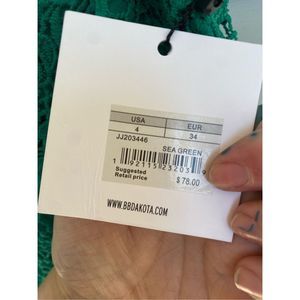 USA EUR
4 34
JJ203446
SEA GREEN
1 92115 23203 9
Suggested
Retail price
$ 78.00
WWW.BBDAKOTA.COM